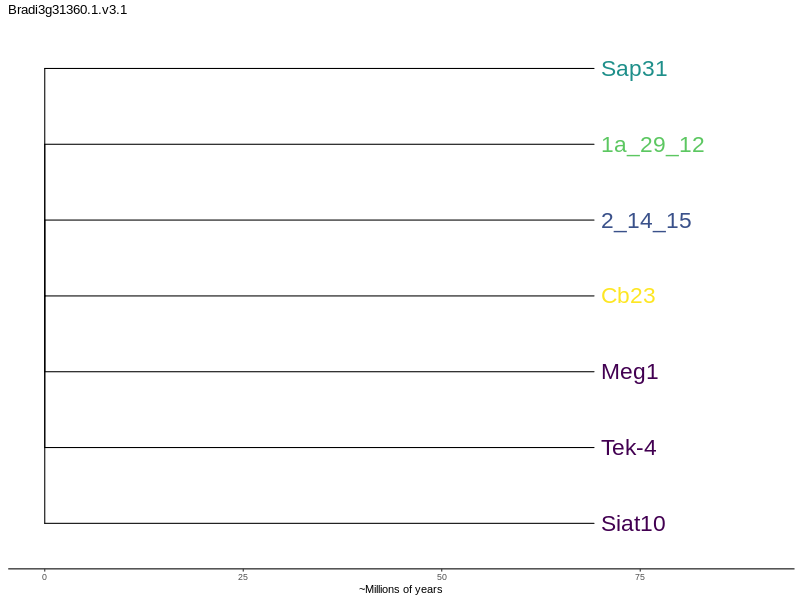 Bradi3g31360.1.v3.1
Sap31
1a_29_12
2_14_15
Cb23
Meg1
Tek-4
Siat10
0 25 50 75
~Millions of years